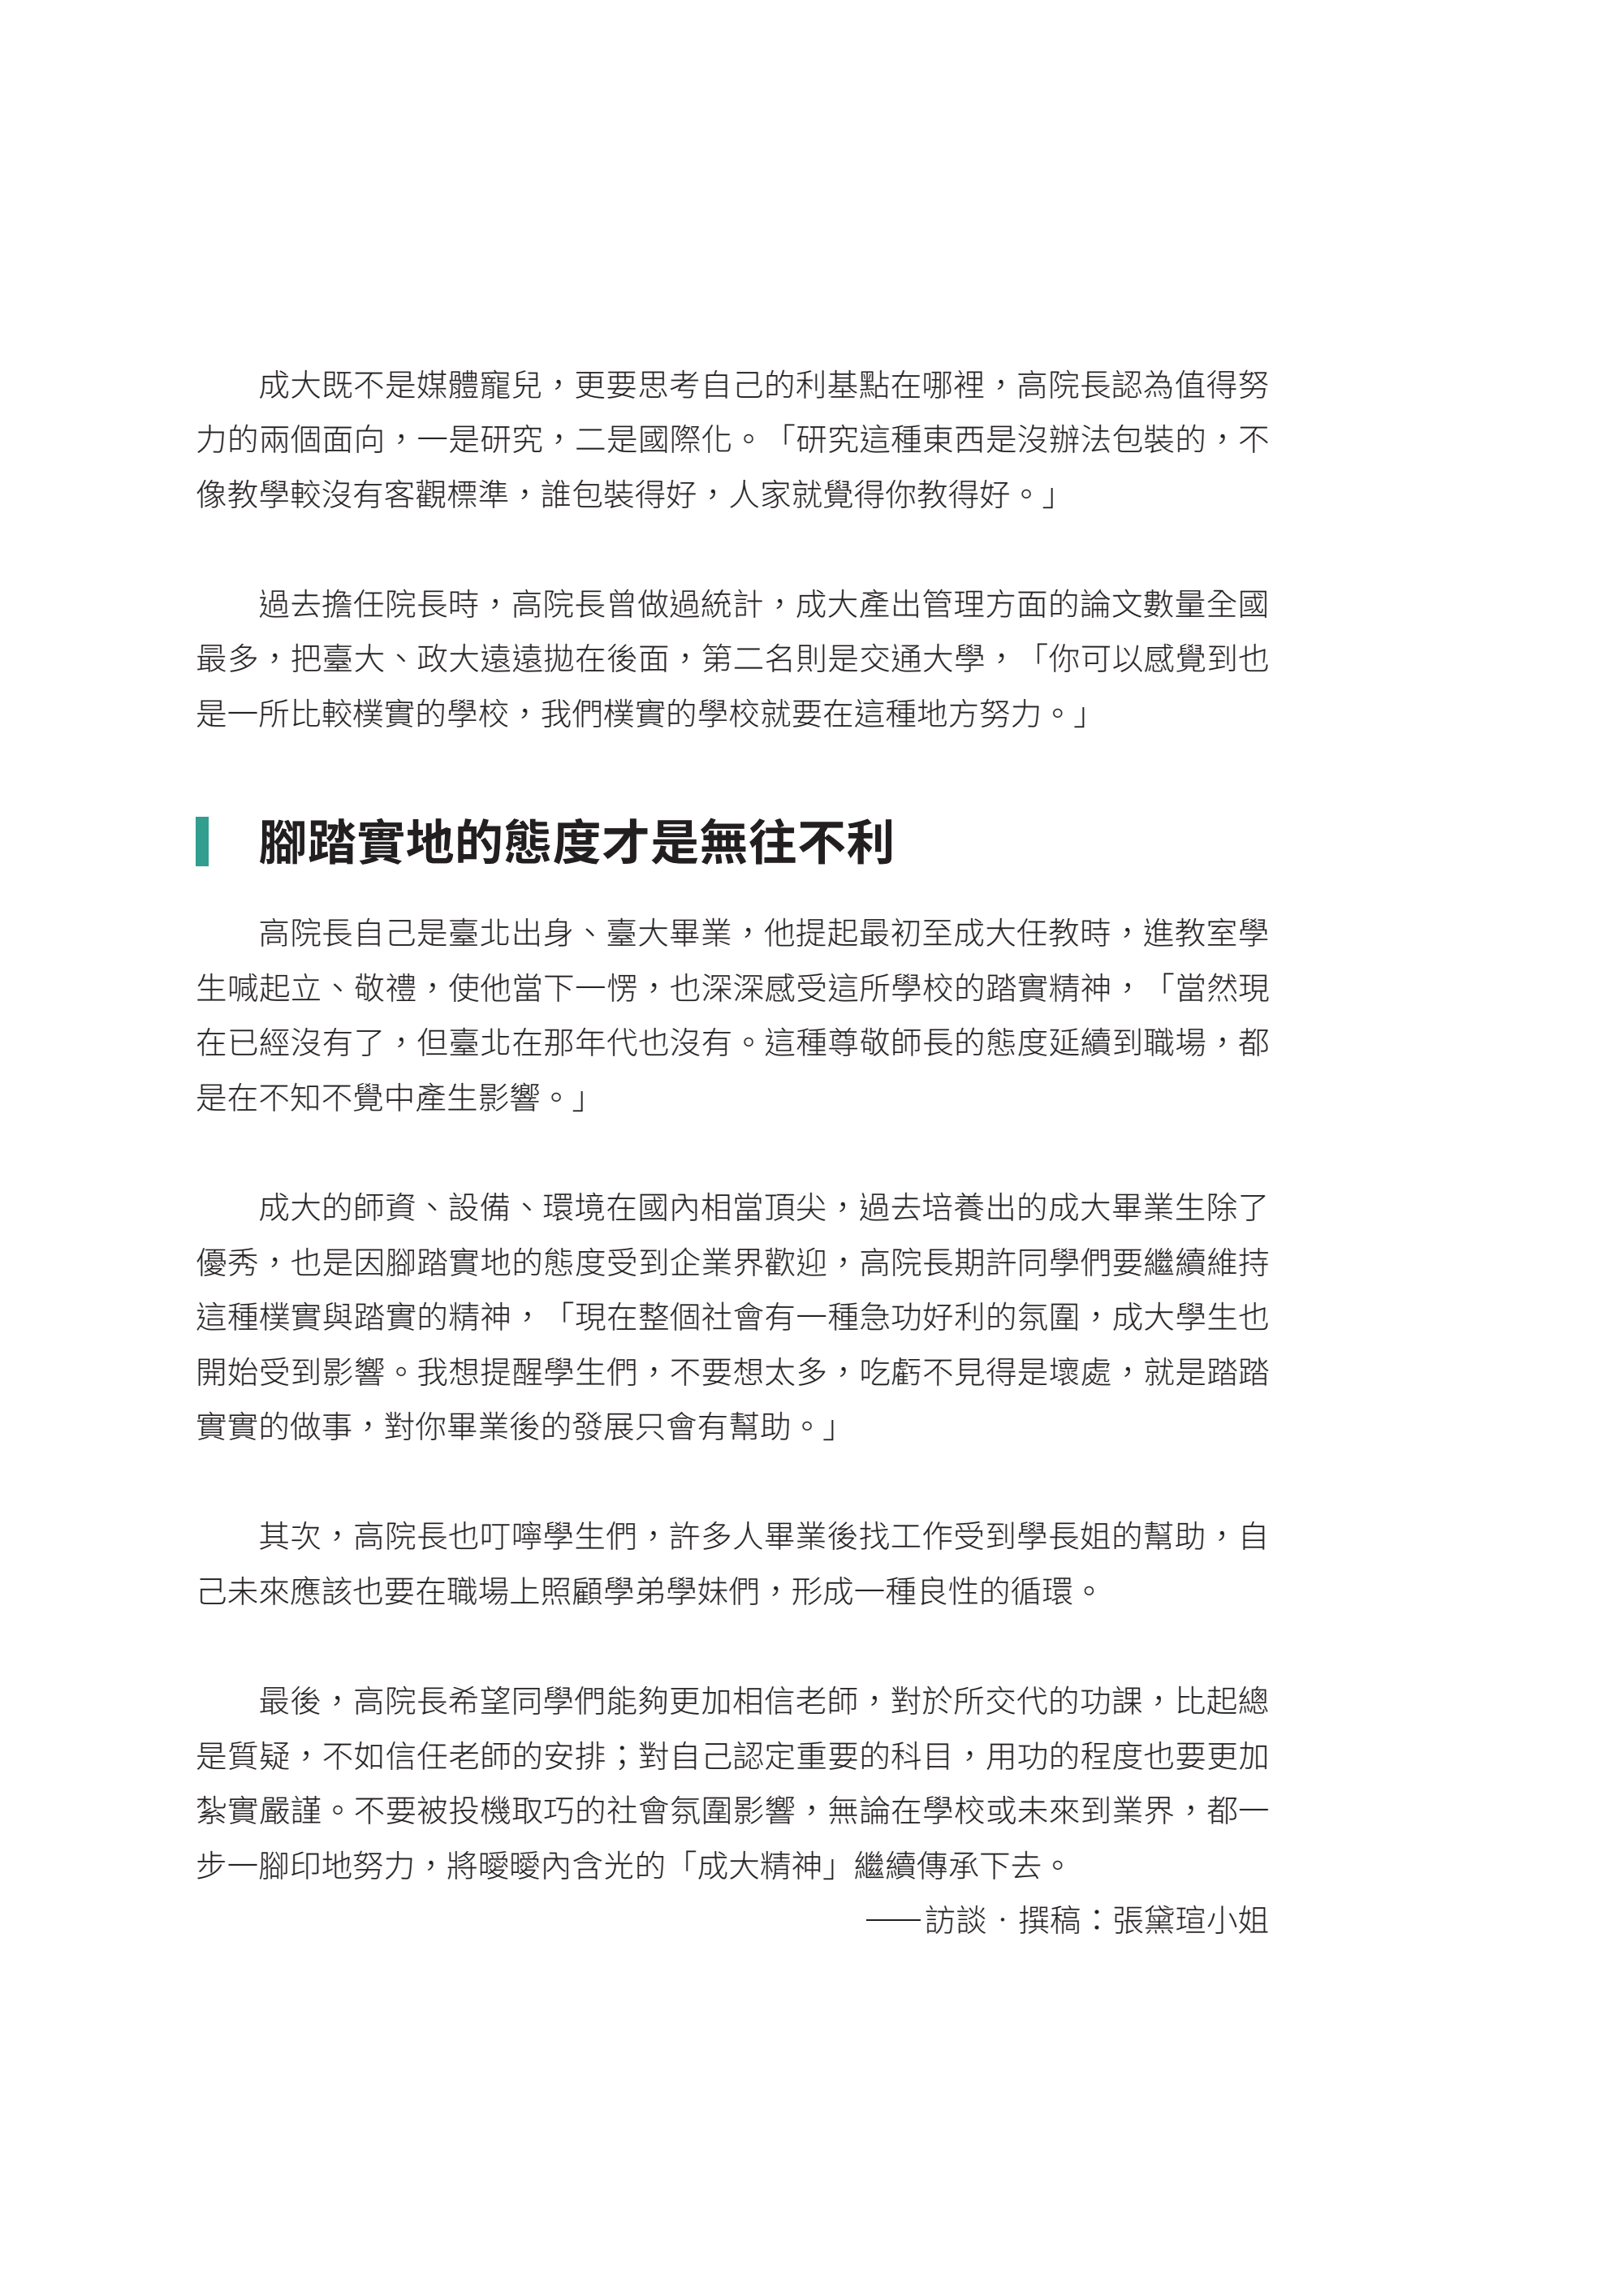 成大既不是媒體寵兒，更要思考自己的利基點在哪裡，高院長認為值得努
力的兩個面向，一是研究，二是國際化。「研究這種東西是沒辦法包裝的，不
像教學較沒有客觀標準，誰包裝得好，人家就覺得你教得好。」
過去擔任院長時，高院長曾做過統計，成大產出管理方面的論文數量全國
最多，把臺大、政大遠遠拋在後面，第二名則是交通大學，「你可以感覺到也
是一所比較樸實的學校，我們樸實的學校就要在這種地方努力。」
腳踏實地的態度才是無往不利
高院長自己是臺北出身、臺大畢業，他提起最初至成大任教時，進教室學
生喊起立、敬禮，使他當下一愣，也深深感受這所學校的踏實精神，「當然現
在已經沒有了，但臺北在那年代也沒有。這種尊敬師長的態度延續到職場，都
是在不知不覺中產生影響。」
成大的師資、設備、環境在國內相當頂尖，過去培養出的成大畢業生除了
優秀，也是因腳踏實地的態度受到企業界歡迎，高院長期許同學們要繼續維持
這種樸實與踏實的精神，「現在整個社會有一種急功好利的氛圍，成大學生也
開始受到影響。我想提醒學生們，不要想太多，吃虧不見得是壞處，就是踏踏
實實的做事，對你畢業後的發展只會有幫助。」
其次，高院長也叮嚀學生們，許多人畢業後找工作受到學長姐的幫助，自
己未來應該也要在職場上照顧學弟學妹們，形成一種良性的循環。
最後，高院長希望同學們能夠更加相信老師，對於所交代的功課，比起總
是質疑，不如信任老師的安排；對自己認定重要的科目，用功的程度也要更加
紮實嚴謹。不要被投機取巧的社會氛圍影響，無論在學校或未來到業界，都一
步一腳印地努力，將曖曖內含光的「成大精神」繼續傳承下去。
——訪談．撰稿：張黛瑄小姐